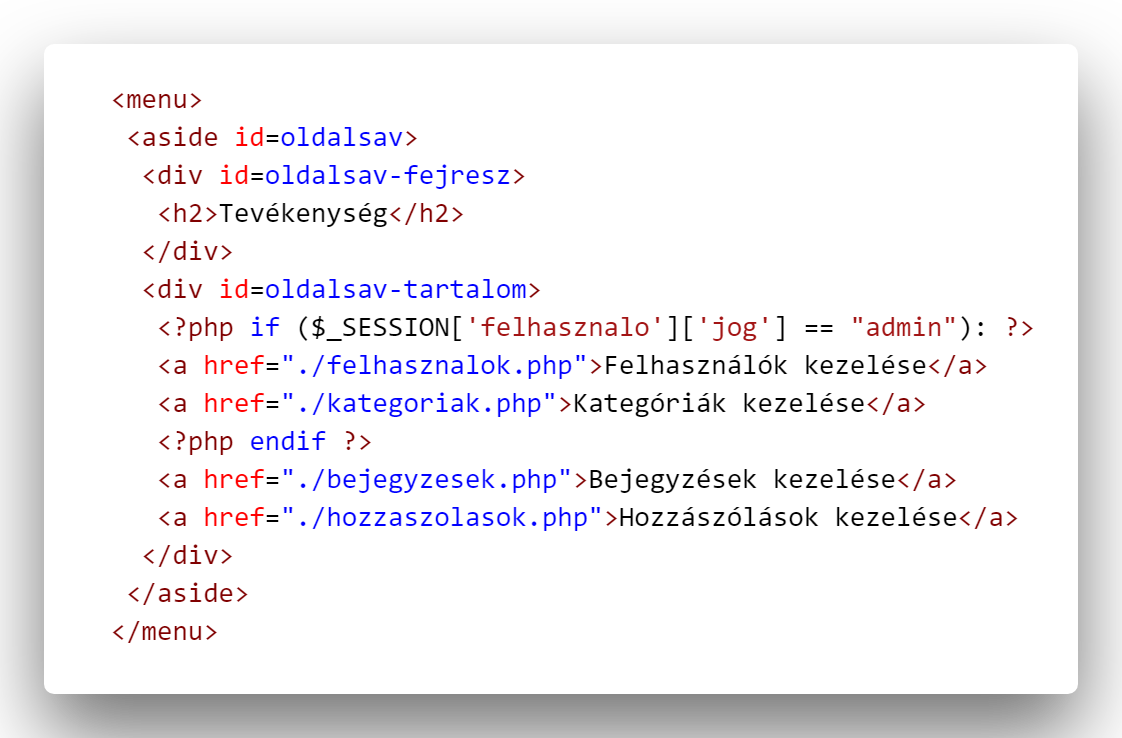 <menu>
<aside id=oldalsav>
<div id=oldalsav-fejresz>
<h2>Tevékenység</h2>
</div>
<div id=oldalsav-tartalom>
<?php if ($_SESSION['felhasznalo']['jog'] == "admin"): ?>
<a href="./felhasznalok.php">Felhasználók kezelése</a>
<a href="./kategoriak.php">Kategóriák kezelése</a>
<?php endif ?>
<a href="./bejegyzesek.php">Bejegyzések kezelése</a>
<a href="./hozzaszolasok.php">Hozzászólások kezelése</a>
</div>
</aside>
</menu>